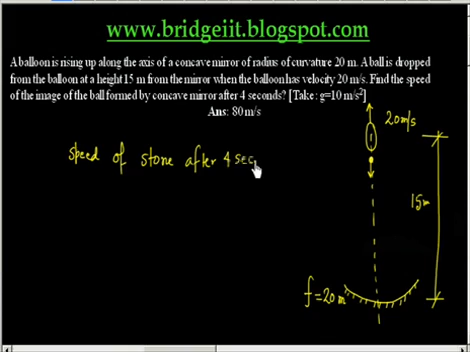 www.bridgeiit.blogspot.com
A balloon is rising up along the axis of a concave mirror of radius of curvature 20 m. A ball is dropped
from the balloon at a height 15 m from the mirror when the balloon has velocity 20 m/s. Find the speed
of the image of the ball formed by concave mirror after 4 seconds? [Take: g=10 m/s²]
Ans: 80m/s
20m/s
Speed of stone after 4 sec
15m
f=20m